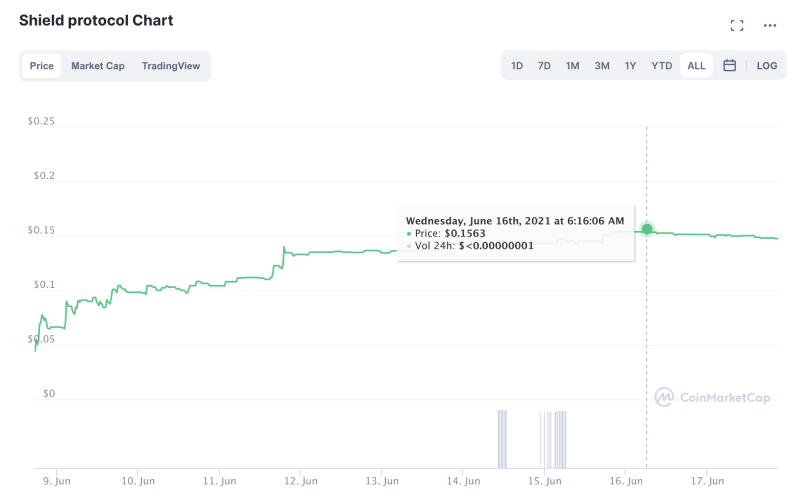 Shield protocol Chart
Price Market Cap TradingView
1D 7D 1M 3M 1Y YTD ALL LOG
$0.25
$0.2
$0.15
$0.1
$0.05
$0
Wednesday, June 16th, 2021 at 6:16:06 AM
Price: $0.1563
Vol 24h: $<0.00000001
CoinMarketCap
9. Jun 10. Jun 11. Jun 12. Jun 13. Jun 14. Jun 15. Jun 16. Jun 17. Jun